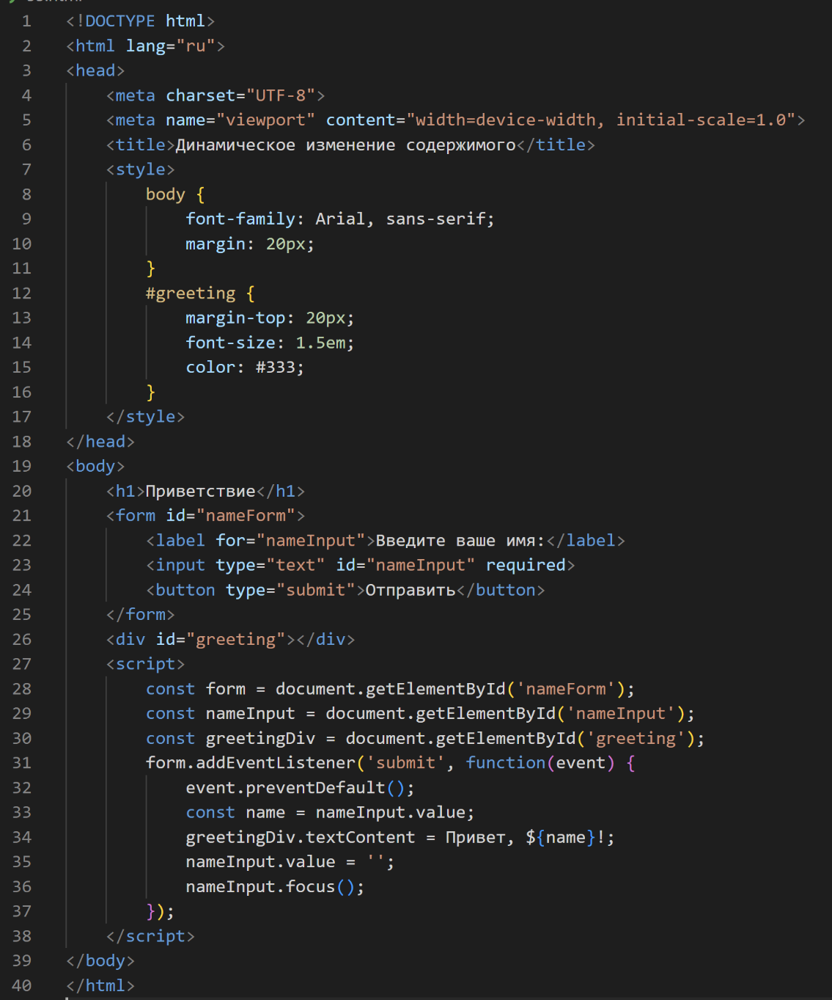 1 <!DOCTYPE html>
2 <html lang="ru">
3 <head>
4 <meta charset="UTF-8">
5 <meta name="viewport" content="width=device-width, initial-scale=1.0">
6 <title>Динамическое изменение содержимого</title>
7 <style>
8 body {
9 font-family: Arial, sans-serif;
10 margin: 20px;
11 }
12 #greeting {
13 margin-top: 20px;
14 font-size: 1.5em;
15 color: #333;
16 }
17 </style>
18 </head>
19 <body>
20 <h1>Приветствие</h1>
21 <form id="nameForm">
22 <label for="nameInput">Введите ваше имя:</label>
23 <input type="text" id="nameInput" required>
24 <button type="submit">Отправить</button>
25 </form>
26 <div id="greeting"></div>
27 <script>
28 const form = document.getElementById('nameForm');
29 const nameInput = document.getElementById('nameInput');
30 const greetingDiv = document.getElementById('greeting');
31 form.addEventListener('submit', function(event) {
32 event.preventDefault();
33 const name = nameInput.value;
34 greetingDiv.textContent = Привет, ${name}!;
35 nameInput.value = '';
36 nameInput.focus();
37 });
38 </script>
39 </body>
40 </html>